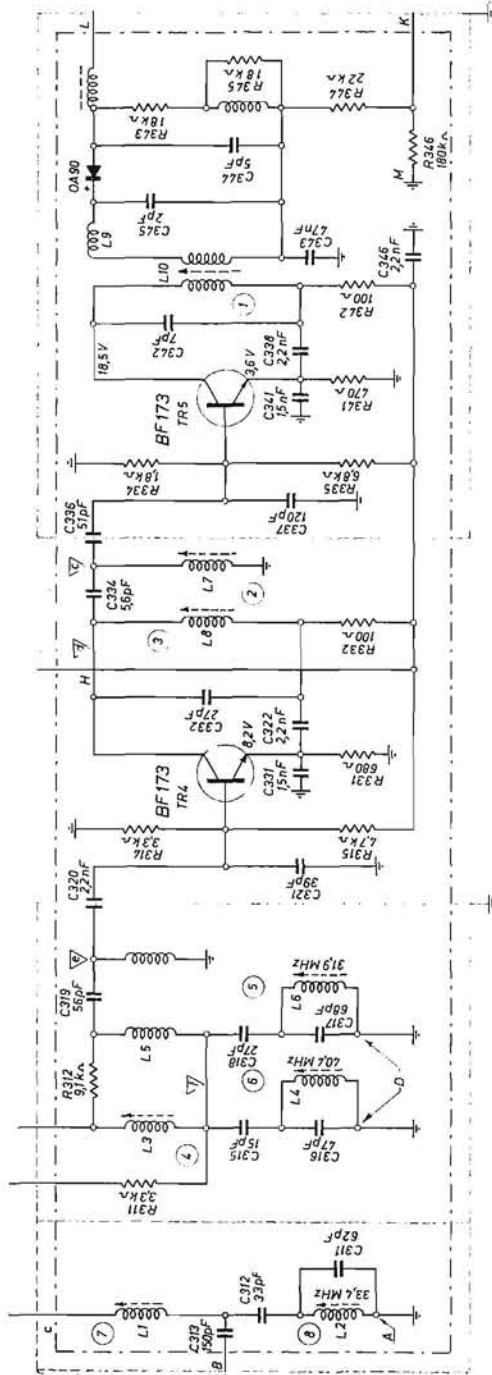 c
7
L1
C313
150pF
B
C312
33pF
8
33,4 MHz
L2
C311
62pF
A
R311
3,3kΩ
L3
4
R312
9,1kΩ
L5
C319
56pF
e
f
C315
15pF
6
C318
27pF
5
C316
47pF
L4
40,4 MHz
C317
68pF
L6
31,9 MHz
D
C320
2,2nF
R314
3,3kΩ
C321
39pF
R315
4,7kΩ
BF173
TR4
8,2V
C331
1,5nF
C322
2,2nF
R331
680Ω
C332
27pF
H
d
3
L8
R332
100Ω
C334
5,6pF
c
L7
2
C336
51pF
R334
1,8kΩ
C337
120pF
R335
6,8kΩ
BF173
TR5
18,5V
3,6V
C341
1,5nF
C338
2,2nF
R341
470Ω
C342
7pF
1
L10
R342
100Ω
C346
2,2nF
L9
C345
2pF
C343
47nF
OA90
+
C344
5pF
R343
18kΩ
R345
18kΩ
R344
22kΩ
M
R346
180kΩ
L
K